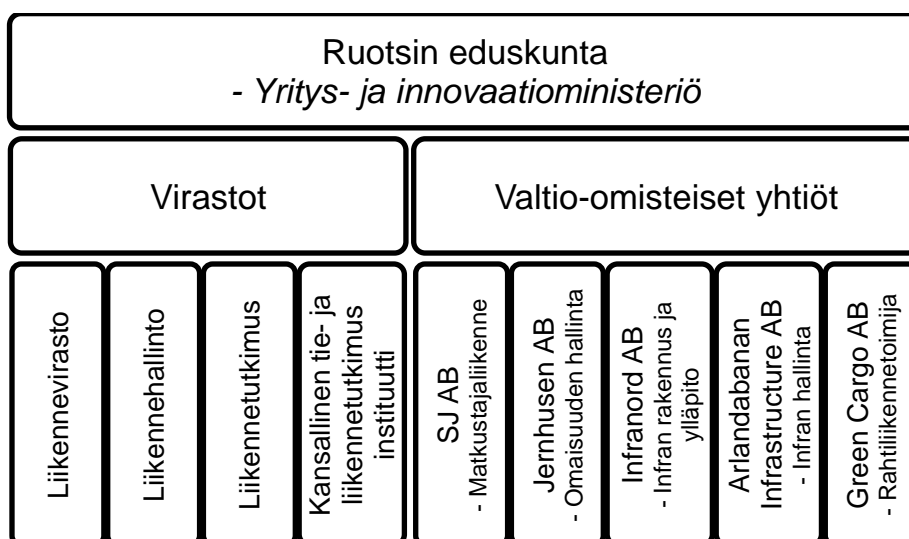 Ruotsin eduskunta
- Yritys- ja innovaatioministeriö
Virastot
Valtio-omisteiset yhtiöt
Liikennevirasto
Liikennehallinto
Liikennetutkimus
Kansallinen tie- ja
liikennetutkimus
instituutti
SJ AB
- Matkustajaliikenne
Jernhusen AB
- Omaisuuden hallinta
Infranord AB
- Infran rakennus ja
ylläpito
Arlandabanan
Infrastructure AB
- Infran hallinta
Green Cargo AB
- Rahtiliikennetoimija